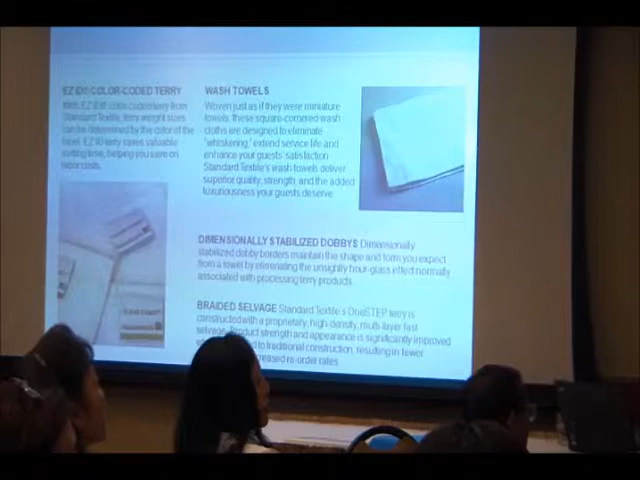 EZ ID® COLOR-CODED TERRY
With EZ ID® color coded terry from
Standard Textile, terry weight sizes
can be determined by the color of the
heel. EZ ID terry saves valuable
sorting time, helping you save on
labor costs.
WASH TOWELS
Woven just as if they were miniature
towels. These square-cornered wash
cloths are designed to eliminate
"whiskering," extend service life and
enhance your guests' satisfaction
Standard Textile's wash towels deliver
superior quality, strength, and the added
luxuriousness your guests deserve.
DIMENSIONALLY STABILIZED DOBBYS Dimensionally
stabilized dobby borders maintain the shape and form you expect
from a towel by eliminating the unsightly hour-glass effect normally
associated with processing terry products.
BRAIDED SELVAGE Standard Textile's OneSTEP terry is
constructed with a proprietary, high-density, multi-layer fast
selvage. Product strength and appearance is significantly improved
to traditional construction, resulting in fewer
creased re-order rates